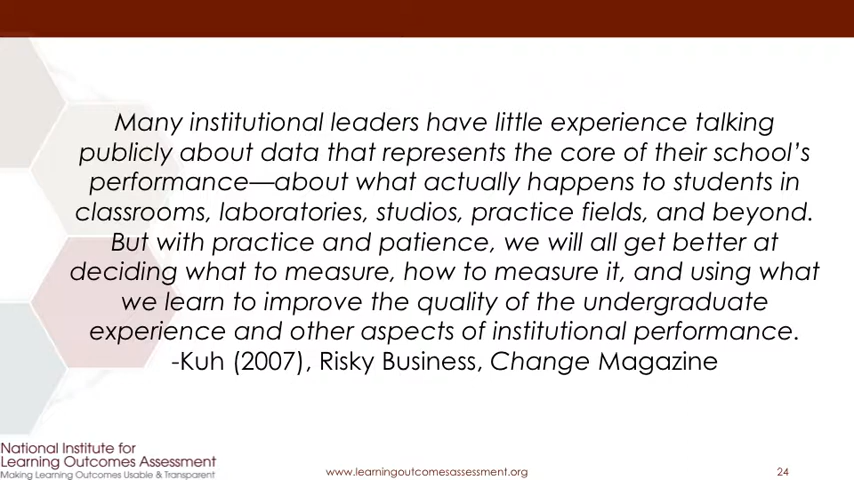 Many institutional leaders have little experience talking
publicly about data that represents the core of their school's
performance—about what actually happens to students in
classrooms, laboratories, studios, practice fields, and beyond.
But with practice and patience, we will all get better at
deciding what to measure, how to measure it, and using what
we learn to improve the quality of the undergraduate
experience and other aspects of institutional performance.
-Kuh (2007), Risky Business, Change Magazine
National Institute for
Learning Outcomes Assessment
Making Learning Outcomes Usable & Transparent
www.learningoutcomesassessment.org
24